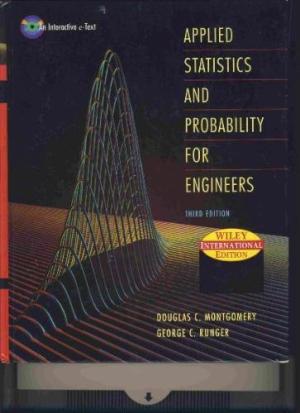 An Interactive e-Text
APPLIED
STATISTICS
AND
PROBABILITY
FOR
ENGINEERS
THIRD EDITION
WILEY
INTERNATIONAL
EDITION
DOUGLAS C. MONTGOMERY
GEORGE C. RUNGER